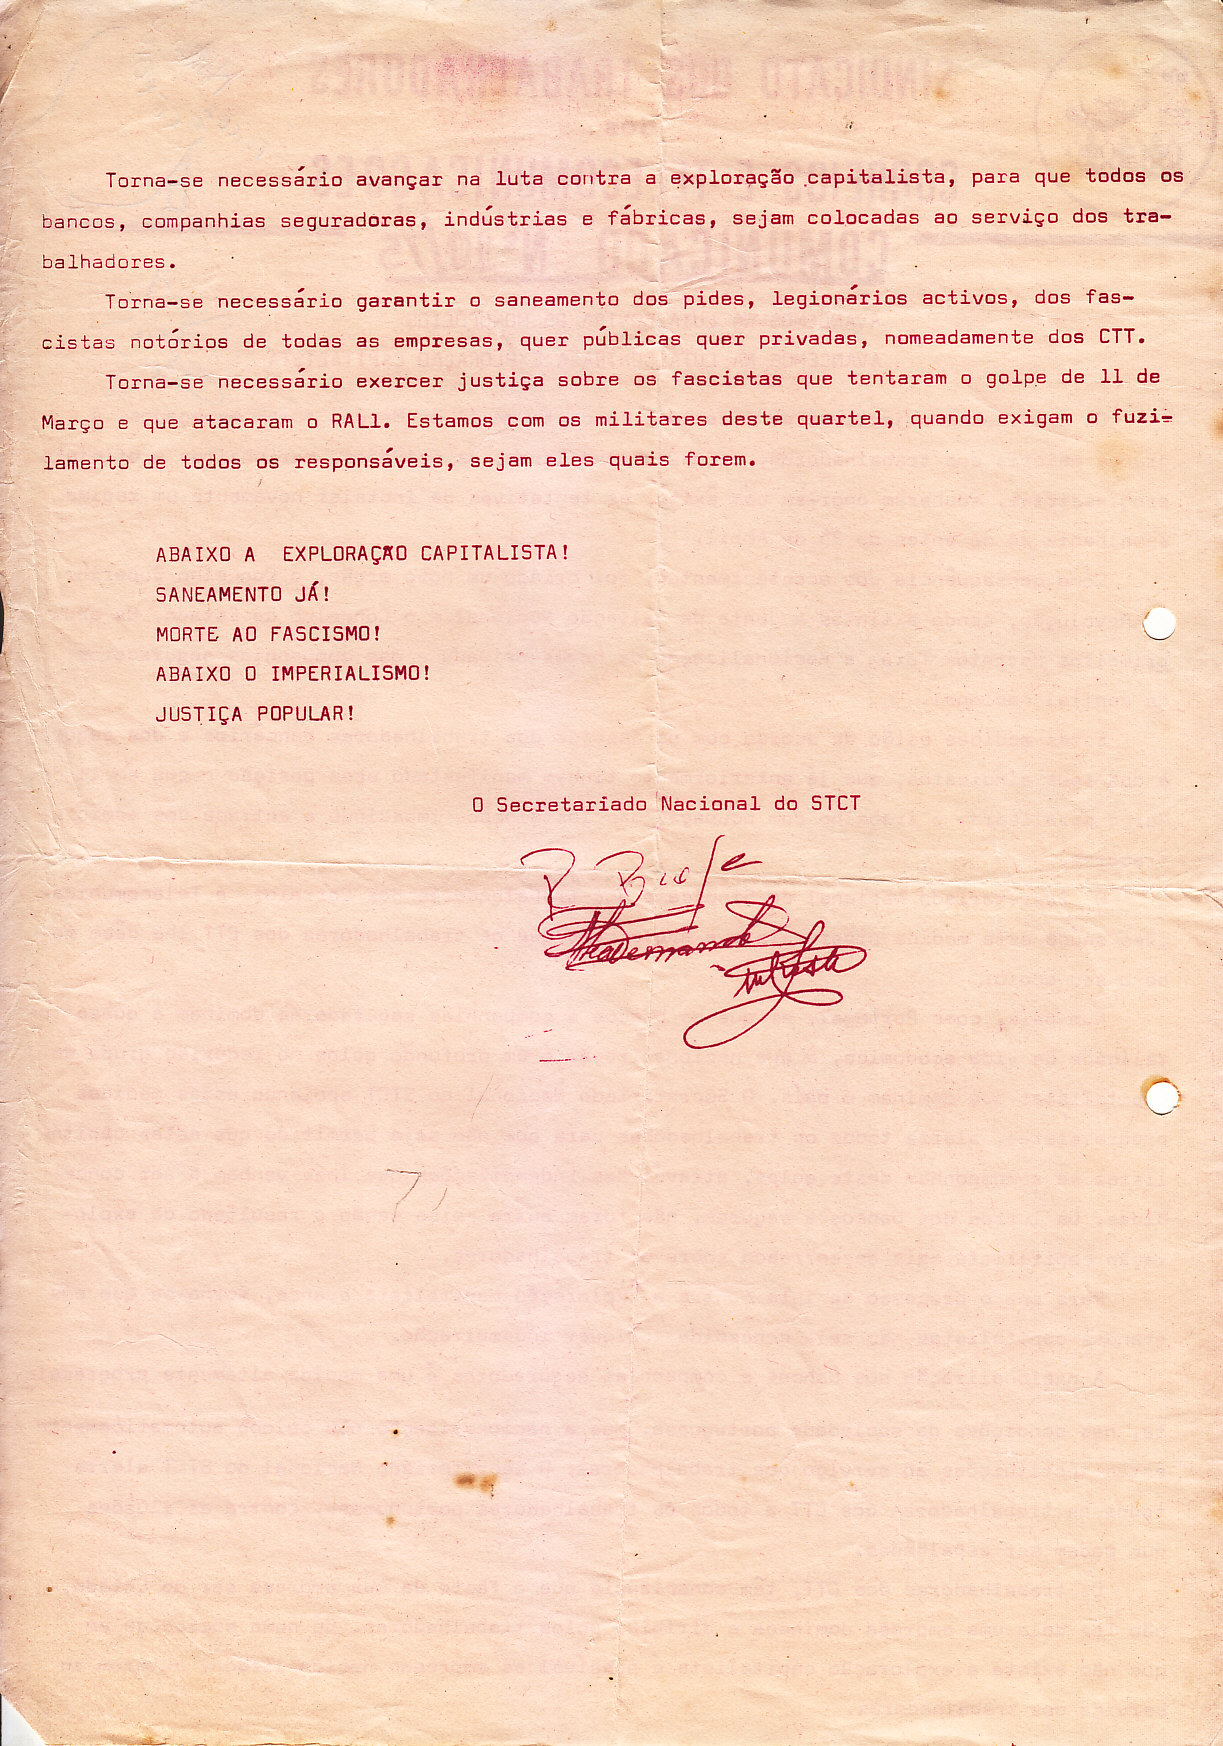 Torna-se necessário avançar na luta contra a exploração capitalista, para que todos os
bancos, companhias seguradoras, indústrias e fábricas, sejam colocadas ao serviço dos tra-
balhadores.
Torna-se necessário garantir o saneamento dos pides, legionários activos, dos fas-
cistas notórios de todas as empresas, quer públicas quer privadas, nomeadamente dos CTT.
Torna-se necessário exercer justiça sobre os fascistas que tentaram o golpe de 11 de
Março e que atacaram o RAL1. Estamos com os militares deste quartel, quando exigam o fuzi-
lamento de todos os responsáveis, sejam eles quais forem.
ABAIXO A EXPLORAÇÃO CAPITALISTA!
SANEAMENTO JÁ!
MORTE AO FASCISMO!
ABAIXO O IMPERIALISMO!
JUSTIÇA POPULAR!
O Secretariado Nacional do STCT